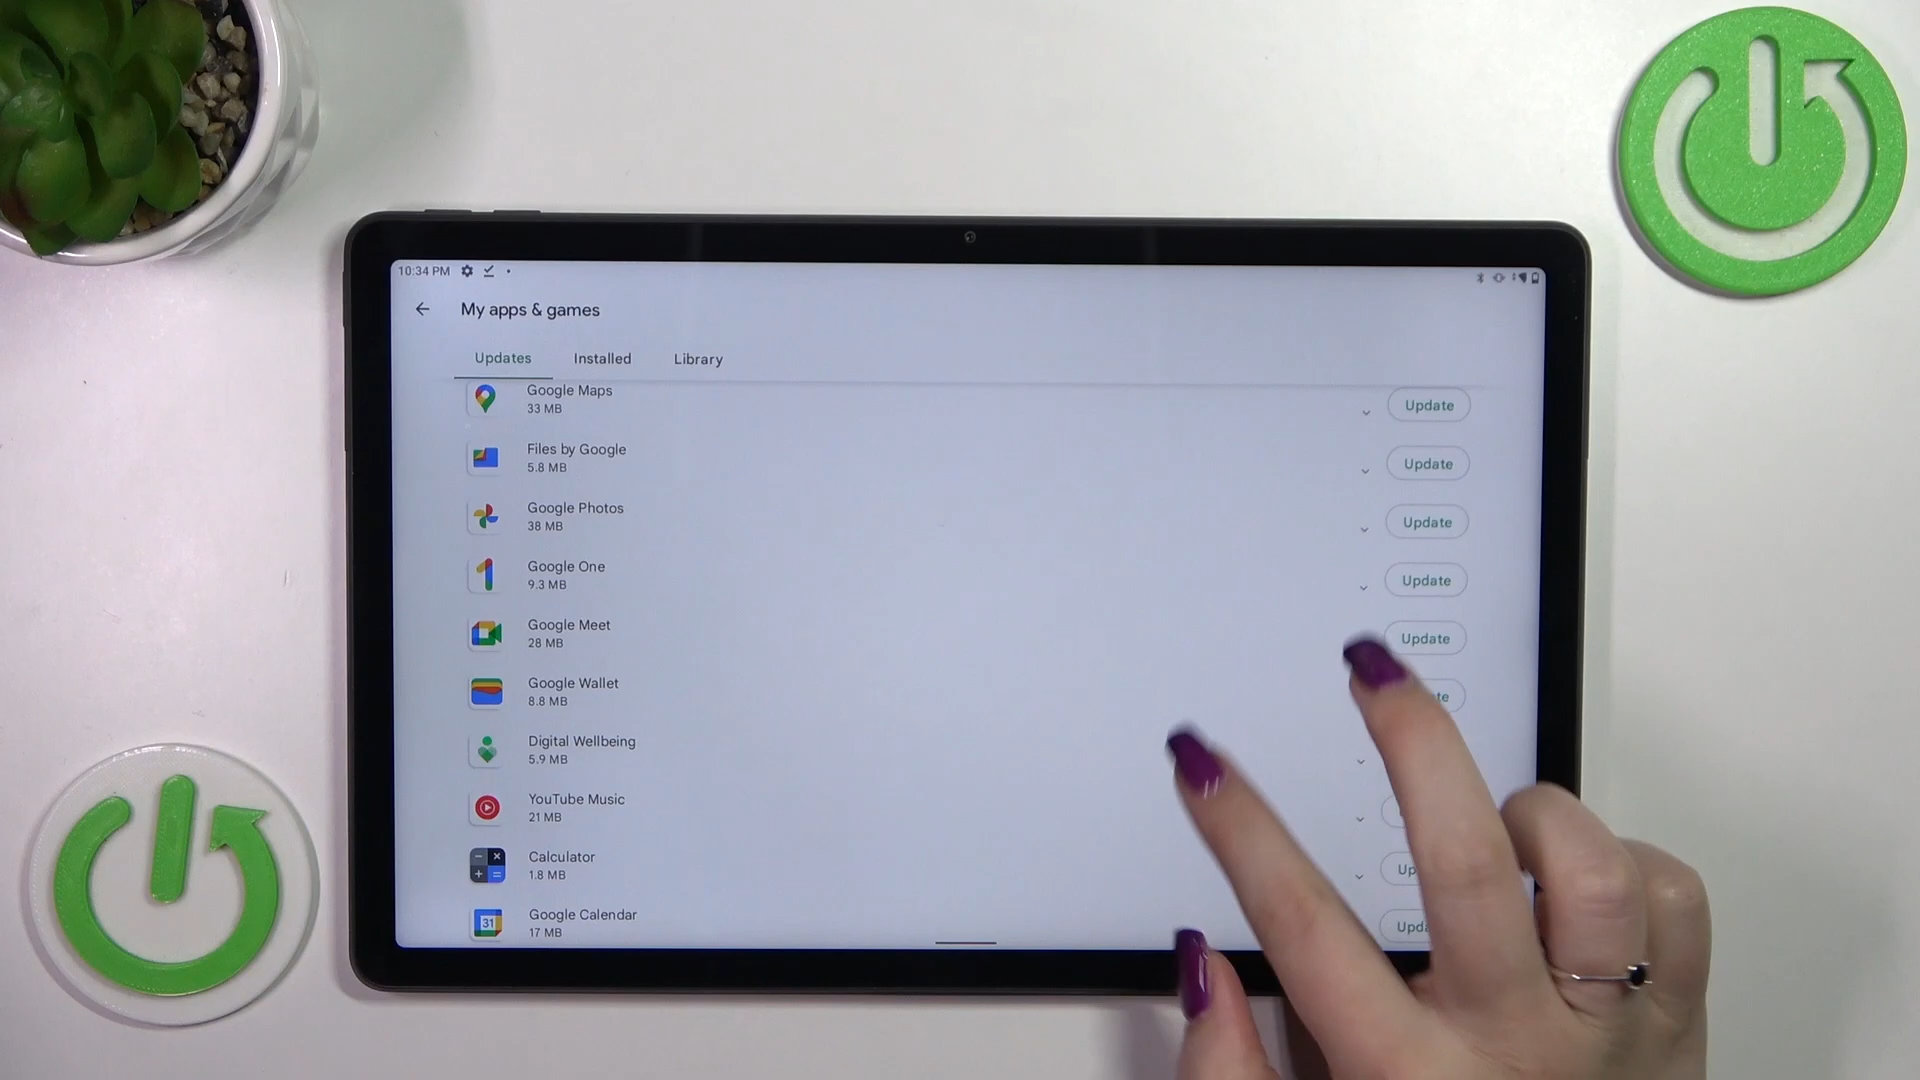 10:34 PM
My apps & games
Updates Installed Library
Google Maps
33 MB
Update
Files by Google
5.8 MB
Update
Google Photos
38 MB
Update
Google One
9.3 MB
Update
Google Meet
28 MB
Update
Google Wallet
8.8 MB
Digital Wellbeing
5.9 MB
YouTube Music
21 MB
Calculator
1.8 MB
Google Calendar
31
17 MB